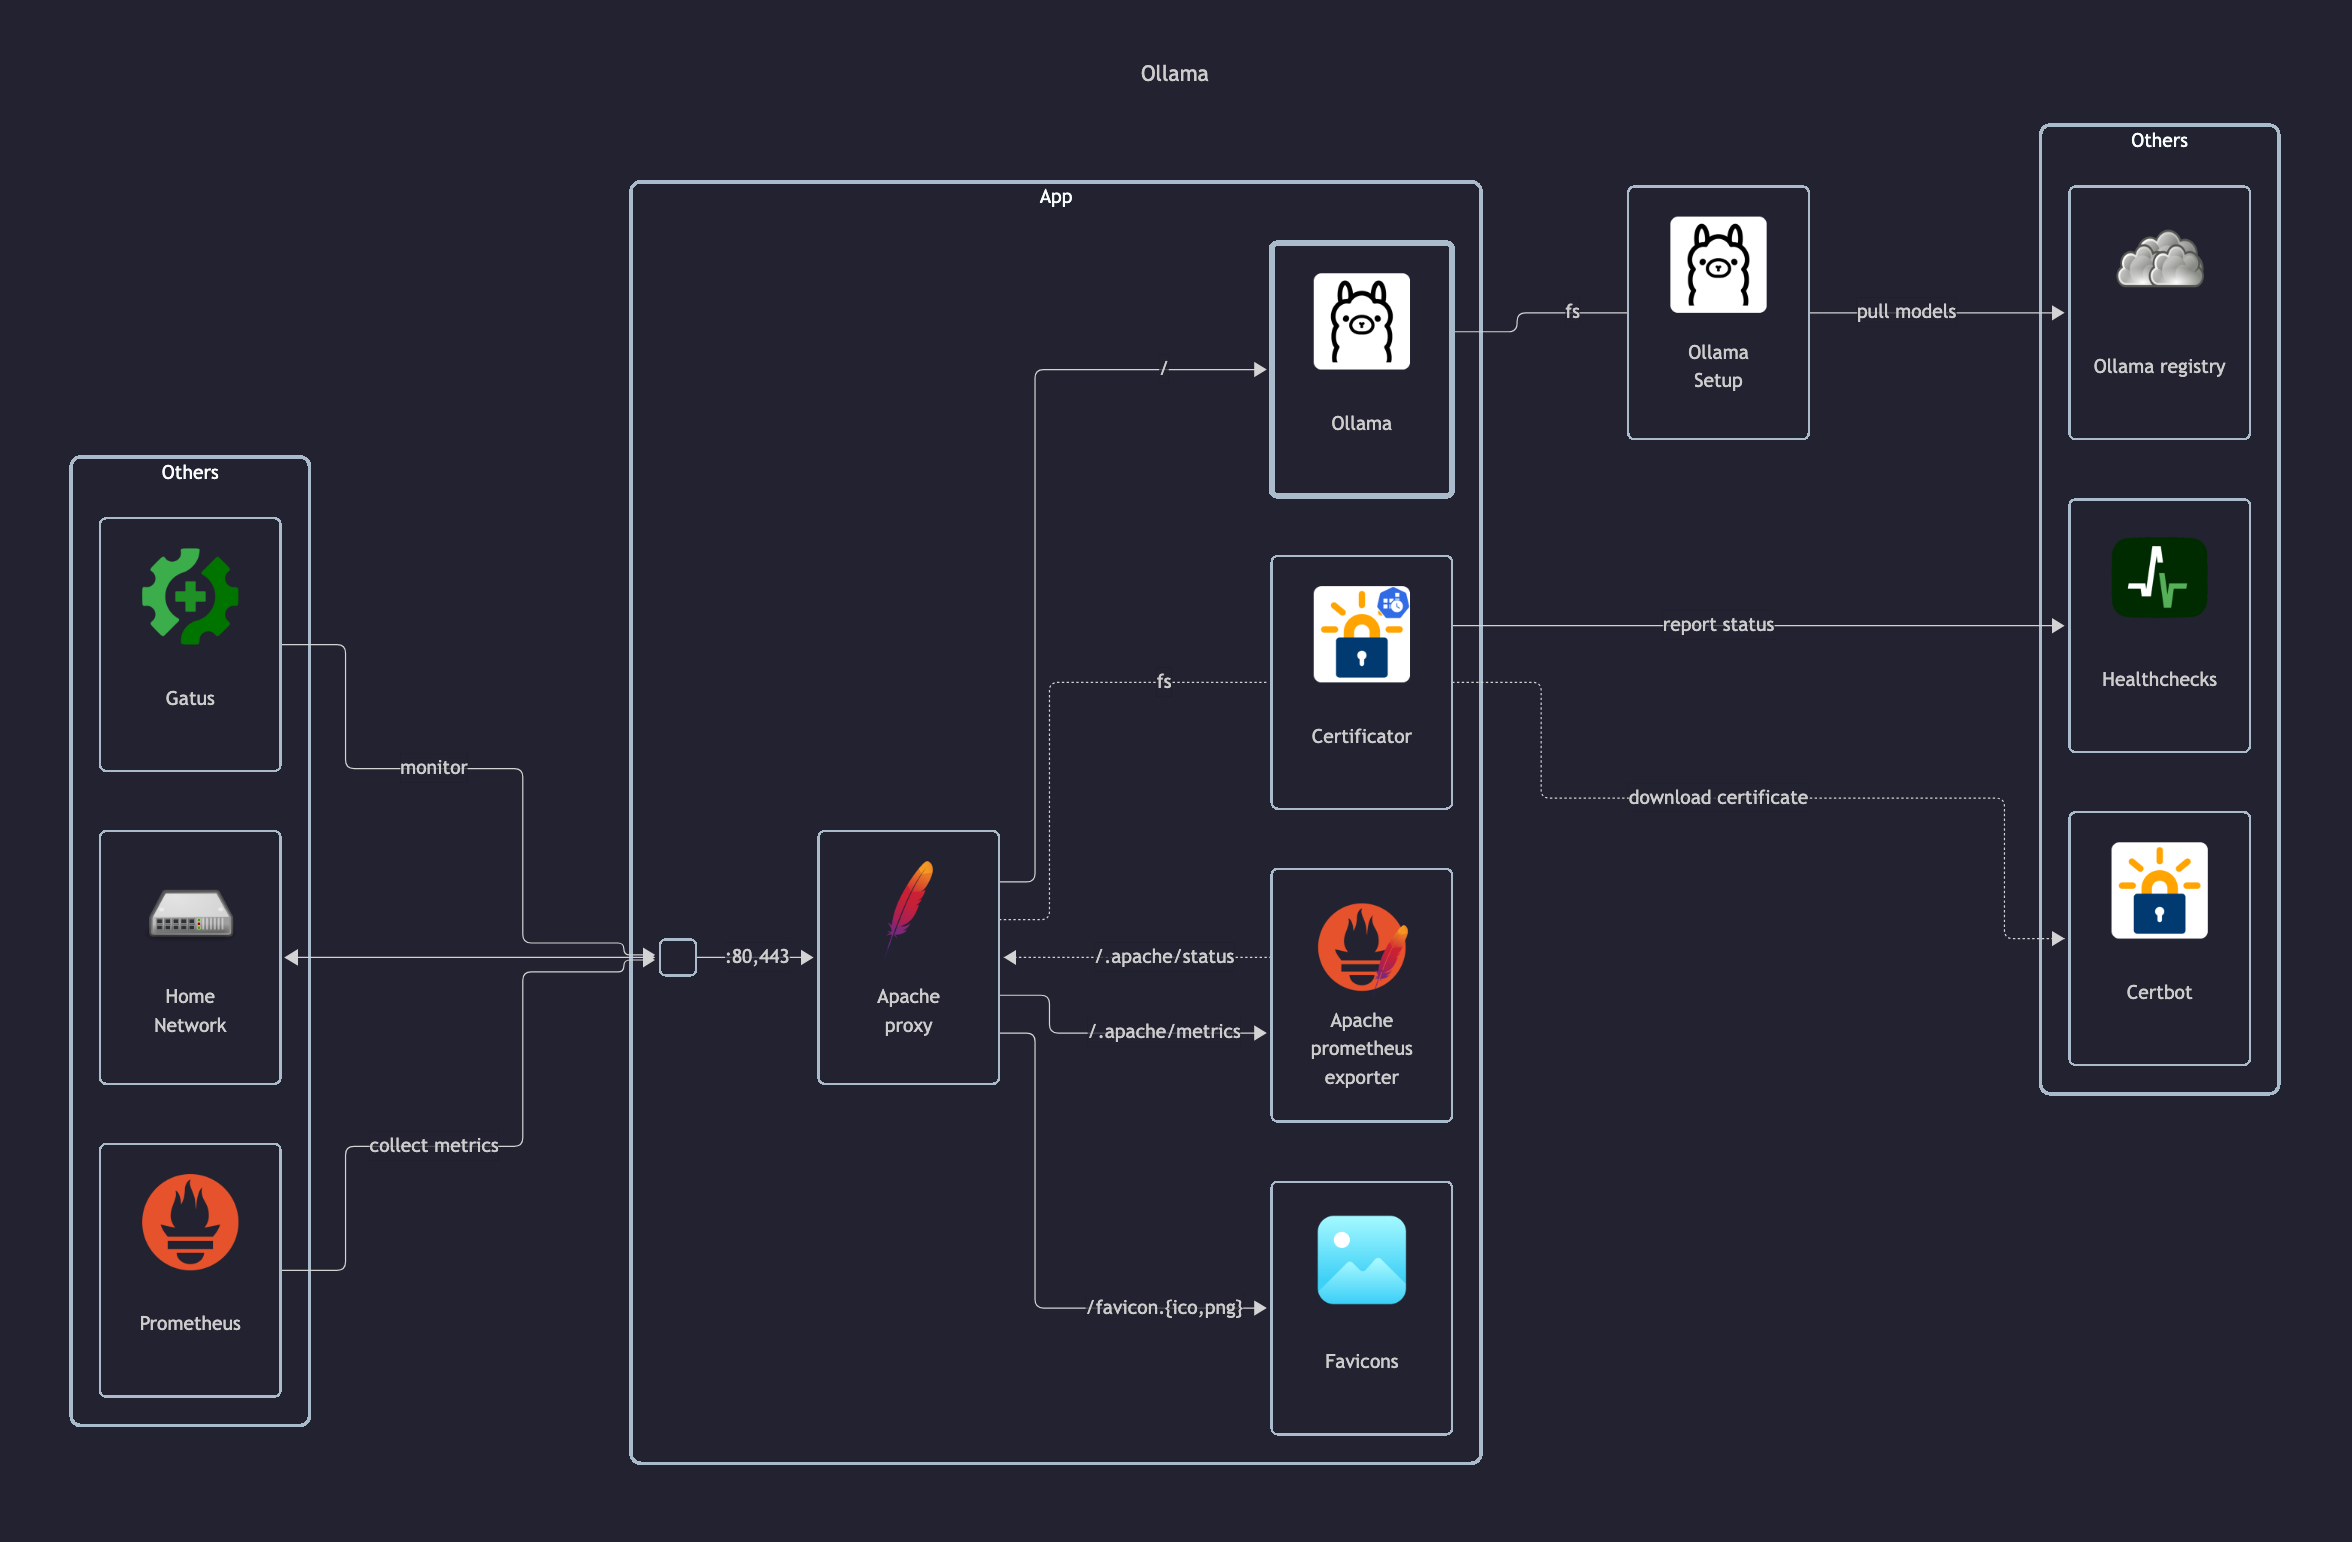 Ollama
Others
Gatus
Home
Network
Prometheus
monitor
collect metrics
App
:80,443
Apache
proxy
/
fs
/.apache/status
/.apache/metrics
/favicon.{ico,png}
Ollama
Certificator
Apache
prometheus
exporter
Favicons
fs
Ollama
Setup
pull models
report status
download certificate
Others
Ollama registry
Healthchecks
Certbot